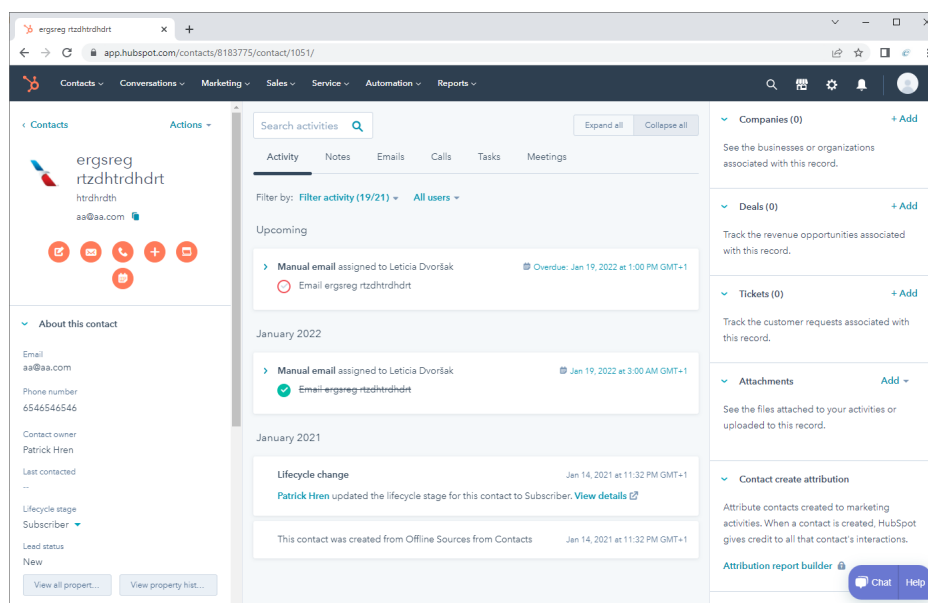 ergsreg rtzdhtrdhdrt
app.hubspot.com/contacts/8183775/contact/1051/
Contacts Conversations Marketing Sales Service Automation Reports
Contacts
Actions
ergsreg
rtzdhtrdhdrt
htrdhrdth
aa@aa.com
About this contact
Email
aa@aa.com
Phone number
6546546546
Contact owner
Patrick Hren
Last contacted
--
Lifecycle stage
Subscriber
Lead status
New
View all propert...
View property hist...
Search activities
Expand all
Collapse all
Activity Notes Emails Calls Tasks Meetings
Filter by: Filter activity (19/21) All users
Upcoming
Manual email assigned to Leticia Dvoršak
Overdue: Jan 19, 2022 at 1:00 PM GMT+1
Email ergsreg rtzdhtrdhdrt
January 2022
Manual email assigned to Leticia Dvoršak
Jan 19, 2022 at 3:00 AM GMT+1
Email ergsreg rtzdhtrdhdrt
January 2021
Lifecycle change
Jan 14, 2021 at 11:32 PM GMT+1
Patrick Hren updated the lifecycle stage for this contact to Subscriber. View details
This contact was created from Offline Sources from Contacts
Jan 14, 2021 at 11:32 PM GMT+1
Companies (0)
+ Add
See the businesses or organizations
associated with this record.
Deals (0)
+ Add
Track the revenue opportunities associated
with this record.
Tickets (0)
+ Add
Track the customer requests associated with
this record.
Attachments
Add
See the files attached to your activities or
uploaded to this record.
Contact create attribution
Attribute contacts created to marketing
activities. When a contact is created, HubSpot
gives credit to all that contact's interactions.
Attribution report builder
Chat
Help